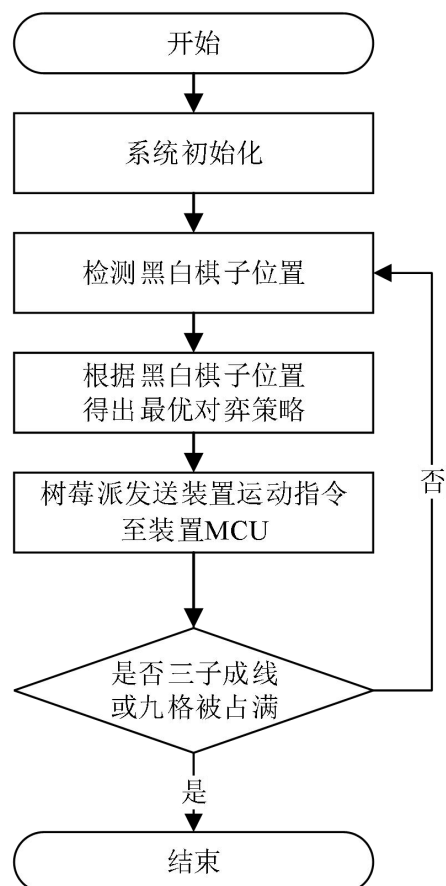 开始
系统初始化
检测黑白棋子位置
根据黑白棋子位置
得出最优对弈策略
树莓派发送装置运动指令
至装置MCU
否
是否三子成线
或九格被占满
是
结束